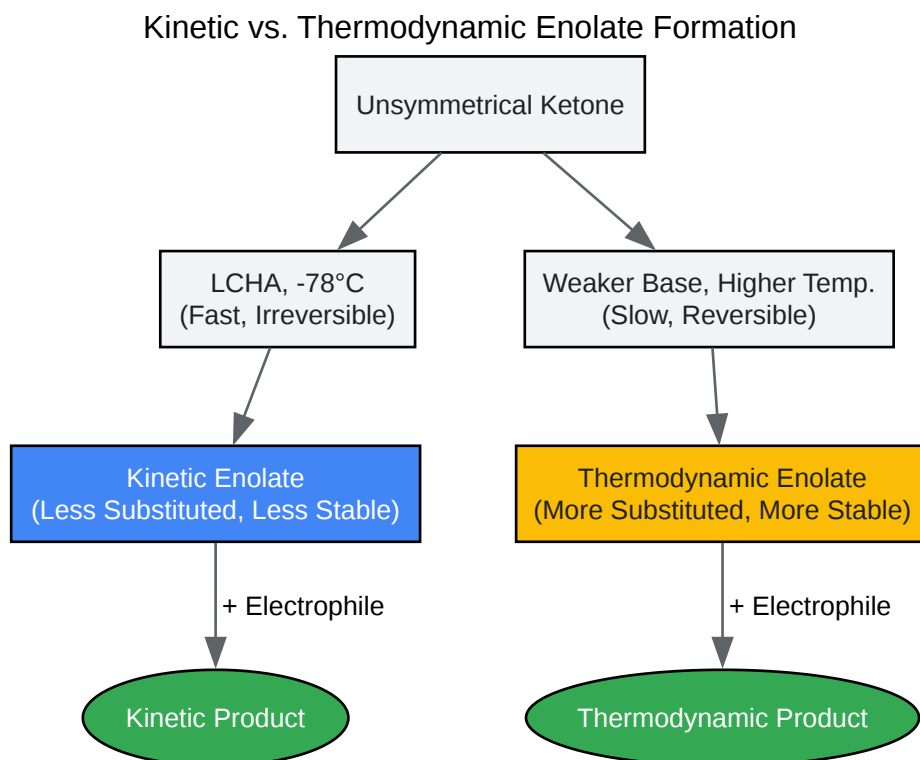 Kinetic vs. Thermodynamic Enolate Formation
Unsymmetrical Ketone
LCHA, -78°C
(Fast, Irreversible)
Weaker Base, Higher Temp.
(Slow, Reversible)
Kinetic Enolate
(Less Substituted, Less Stable)
Thermodynamic Enolate
(More Substituted, More Stable)
+ Electrophile
+ Electrophile
Kinetic Product
Thermodynamic Product